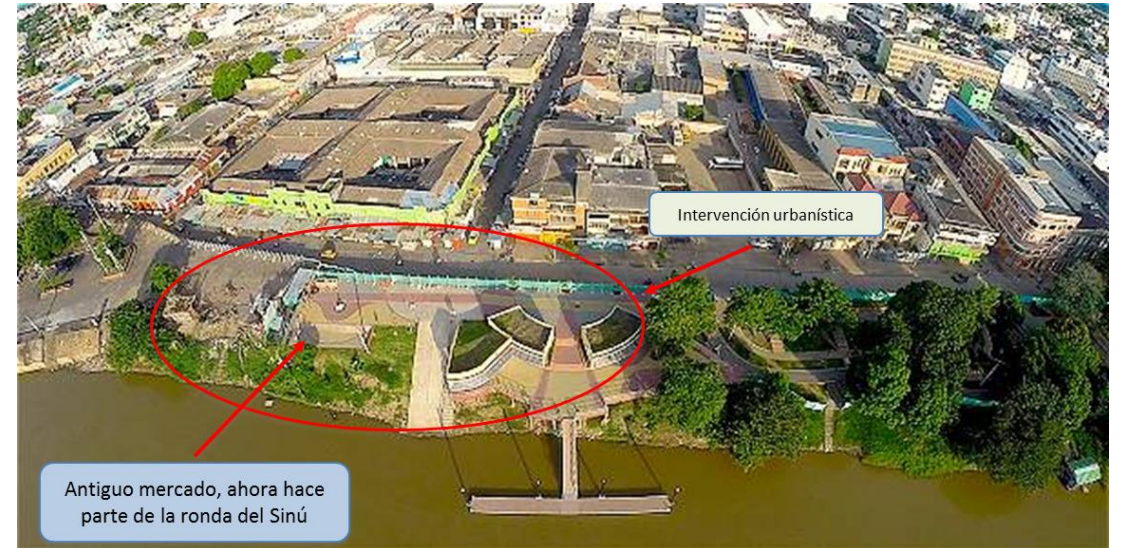 Intervención urbanística
Antiguo mercado, ahora hace
parte de la ronda del Sinú